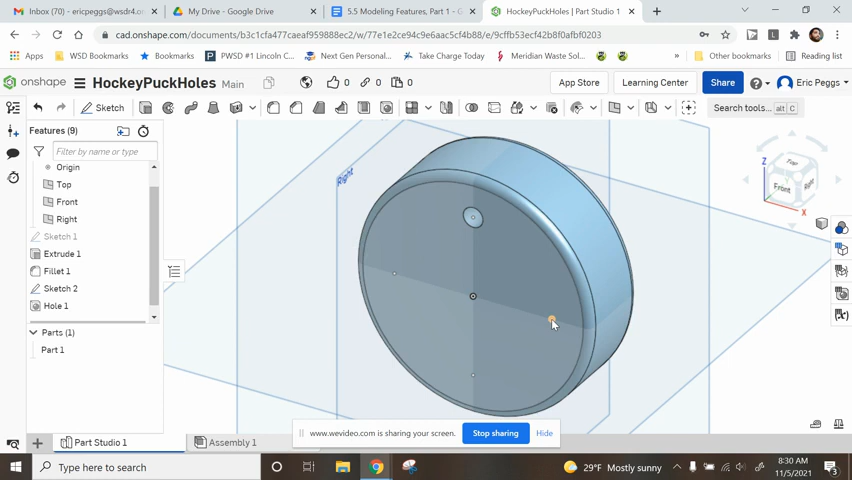 Inbox (70) - ericpeggs@wsdr4.o
My Drive - Google Drive
5.5 Modeling Features, Part 1 - G
HockeyPuckHoles | Part Studio 1
cad.onshape.com/documents/b3c1cfa477caeaf959888ec2/w/77e1e2ce94c36eaac5cf4b88/e/9cffb53ecf42b8f0afbf0203
Apps
WSD Bookmarks
Bookmarks
PWSD #1 Lincoln C...
Next Gen Personal...
Take Charge Today
Meridian Waste Sol...
»
Other bookmarks
Reading list
onshape
HockeyPuckHoles
Main
0
0
0
App Store
Learning Center
Share
Eric Peggs
Sketch
Search tools...
alt
C
Features (9)
Filter by name or type
Origin
Top
Front
Right
Sketch 1
Extrude 1
Fillet 1
Sketch 2
Hole 1
Parts (1)
Part 1
Right
Z
Top
Front
Right
X
www.wevideo.com is sharing your screen.
Stop sharing
Hide
Part Studio 1
Assembly 1
Type here to search
29°F
Mostly sunny
8:30 AM
11/5/2021
3